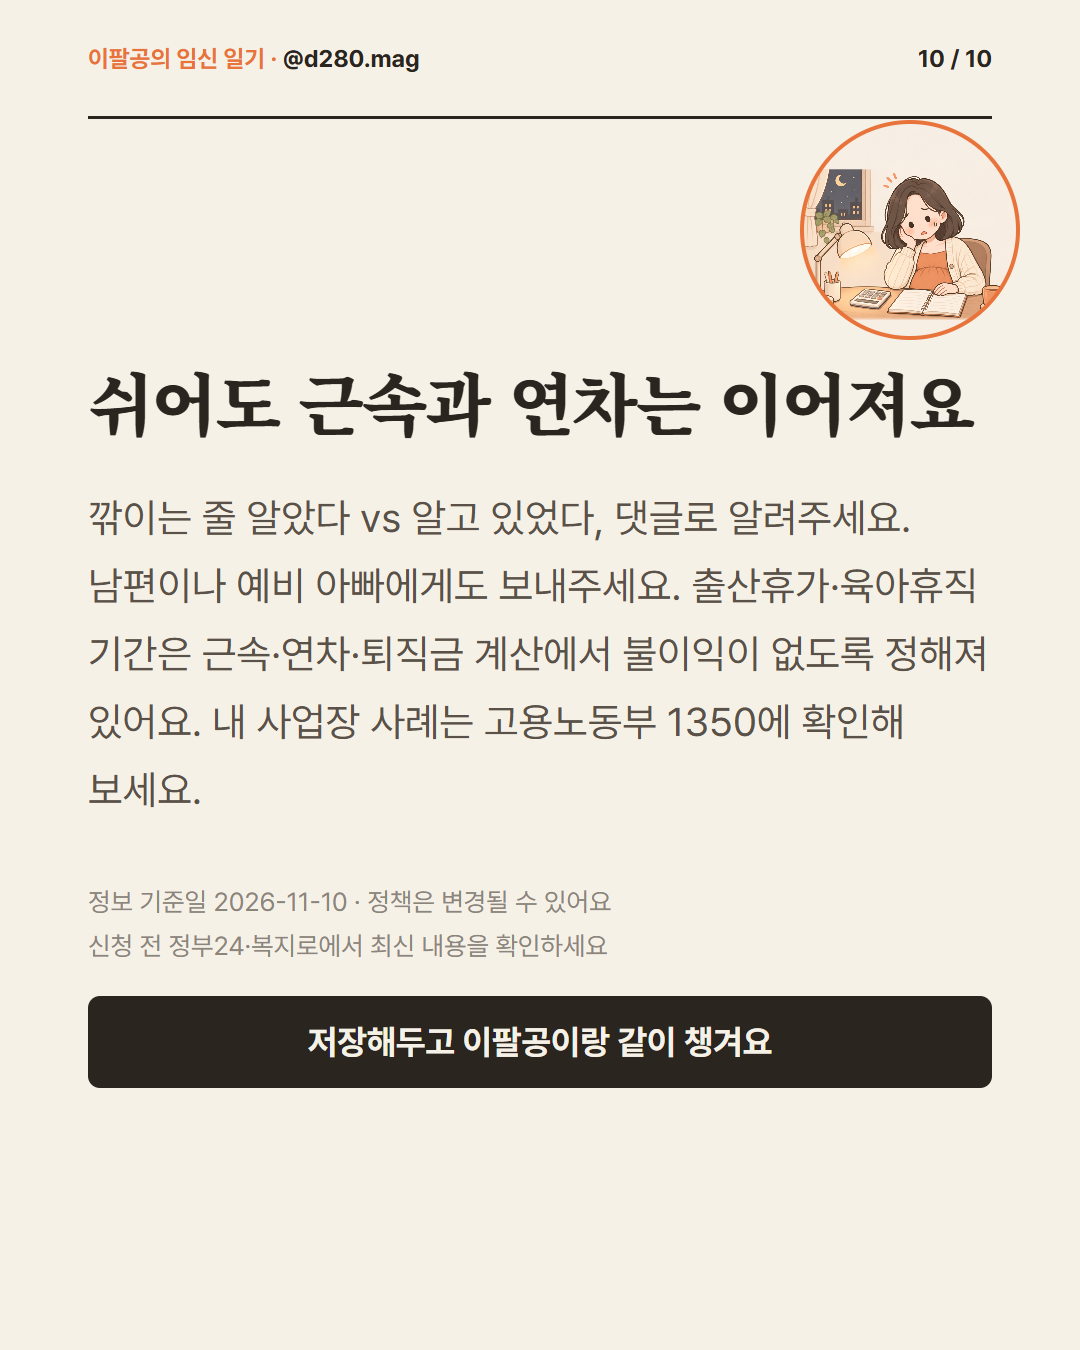 이팔공의 임신 일기 · @d280.mag
10 / 10
쉬어도 근속과 연차는 이어져요
깎이는 줄 알았다 vs 알고 있었다, 댓글로 알려주세요.
남편이나 예비 아빠에게도 보내주세요. 출산휴가·육아휴직
기간은 근속·연차·퇴직금 계산에서 불이익이 없도록 정해져
있어요. 내 사업장 사례는 고용노동부 1350에 확인해
보세요.
정보 기준일 2026-11-10 · 정책은 변경될 수 있어요
신청 전 정부24·복지로에서 최신 내용을 확인하세요
저장해두고 이팔공이랑 같이 챙겨요